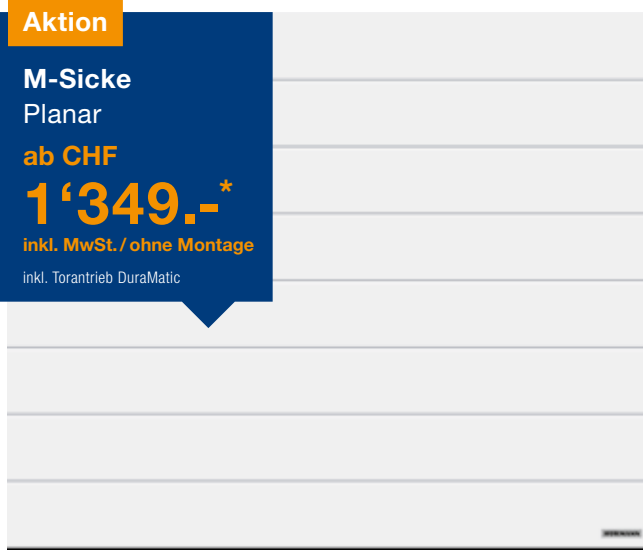 Aktion
M-Sicke
Planar
ab CHF
1‘349.-*
inkl. MwSt./ohne Montage
inkl. Torantrieb DuraMatic